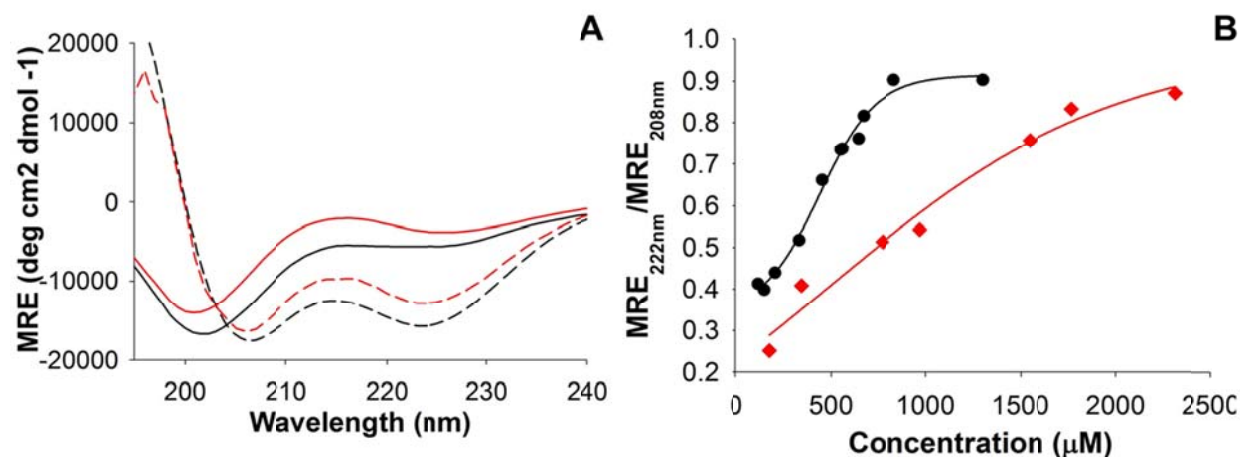 A
20000
10000
0
-10000
-20000
MRE (deg cm2 dmol -1)
200 210 220 230 240
Wavelength (nm)
B
1.0
0.9
0.8
0.7
0.6
0.5
0.4
0.3
0.2
MRE222nm/MRE208nm
0 500 1000 1500 2000 2500
Concentration (μM)